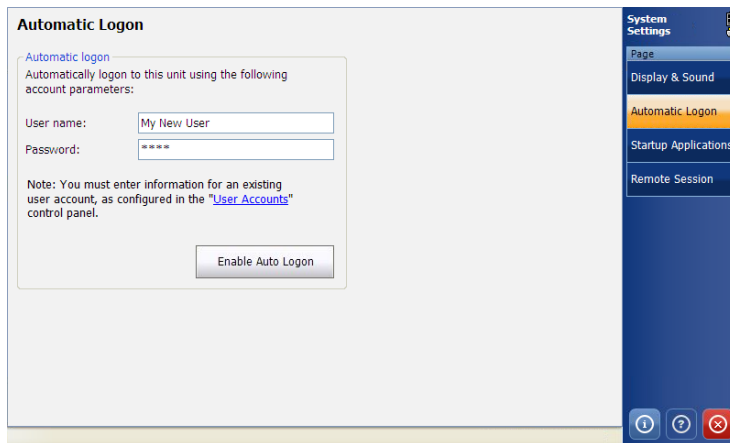 Automatic Logon
Automatic logon
Automatically logon to this unit using the following
account parameters:
User name:
My New User
Password:
****
Note: You must enter information for an existing
user account, as configured in the "User Accounts"
control panel.
Enable Auto Logon
System
Settings
Page
Display & Sound
Automatic Logon
Startup Applications
Remote Session